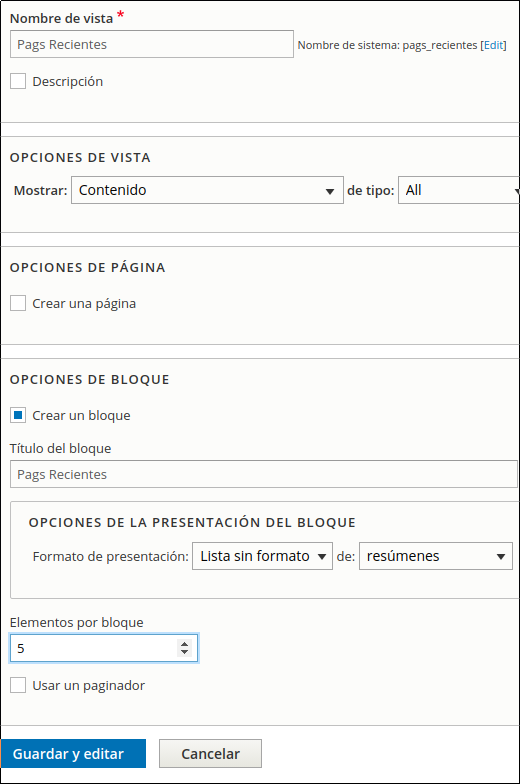 Nombre de vista *
Pags Recientes Nombre de sistema: pags_recientes [Edit]
Descripción
OPCIONES DE VISTA
Mostrar: Contenido de tipo: All
OPCIONES DE PÁGINA
Crear una página
OPCIONES DE BLOQUE
Crear un bloque
Título del bloque
Pags Recientes
OPCIONES DE LA PRESENTACIÓN DEL BLOQUE
Formato de presentación: Lista sin formato de: resúmenes
Elementos por bloque
5
Usar un paginador
Guardar y editar Cancelar